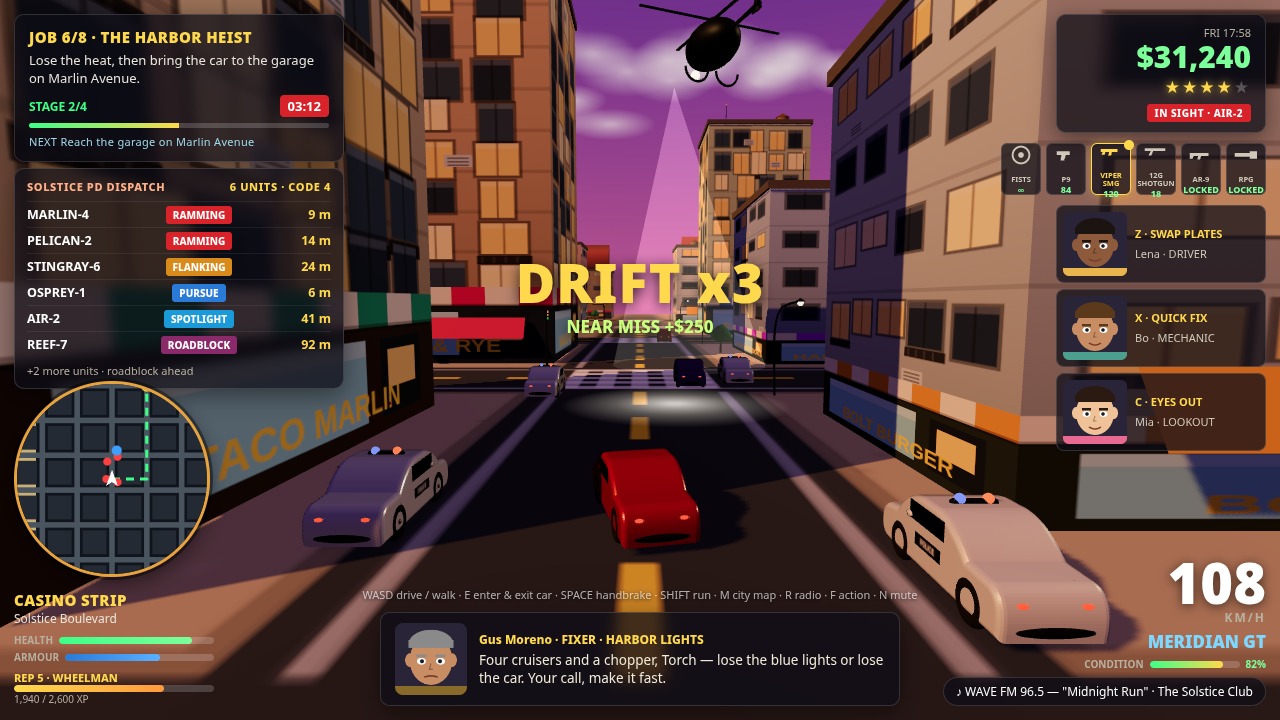 JOB 6/8 · THE HARBOR HEIST
Lose the heat, then bring the car to the garage
on Marlin Avenue.
STAGE 2/4
03:12
NEXT Reach the garage on Marlin Avenue
SOLSTICE PD DISPATCH
6 UNITS · CODE 4
MARLIN-4 RAMMING 9 m
PELICAN-2 RAMMING 14 m
STINGRAY-6 FLANKING 24 m
OSPREY-1 PURSUE 6 m
AIR-2 SPOTLIGHT 41 m
REEF-7 ROADBLOCK 92 m
+2 more units · roadblock ahead
TACO MARLIN
& RYE
DRIFT x3
NEAR MISS +$250
BOLT BURGER
FRI 17:58
$31,240
★★★★★
IN SIGHT · AIR-2
FISTS
∞
P9
84
VIPER
SMG
120
12G
SHOTGUN
18
AR-9
LOCKED
RPG
LOCKED
Z · SWAP PLATES
Lena · DRIVER
X · QUICK FIX
Bo · MECHANIC
C · EYES OUT
Mia · LOOKOUT
CASINO STRIP
Solstice Boulevard
HEALTH
ARMOUR
REP 5 · WHEELMAN
1,940 / 2,600 XP
WASD drive / walk · E enter & exit car · SPACE handbrake · SHIFT run · M city map · R radio · F action · N mute
Gus Moreno · FIXER · HARBOR LIGHTS
Four cruisers and a chopper, Torch — lose the blue lights or lose
the car. Your call, make it fast.
108
KM/H
MERIDIAN GT
CONDITION 82%
♪ WAVE FM 96.5 — "Midnight Run" · The Solstice Club